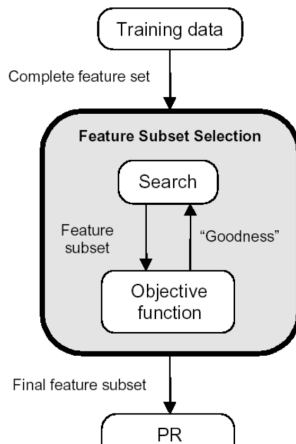 Training data
Complete feature set
Feature Subset Selection
Search
Feature
subset
“Goodness”
Objective
function
Final feature subset
PR